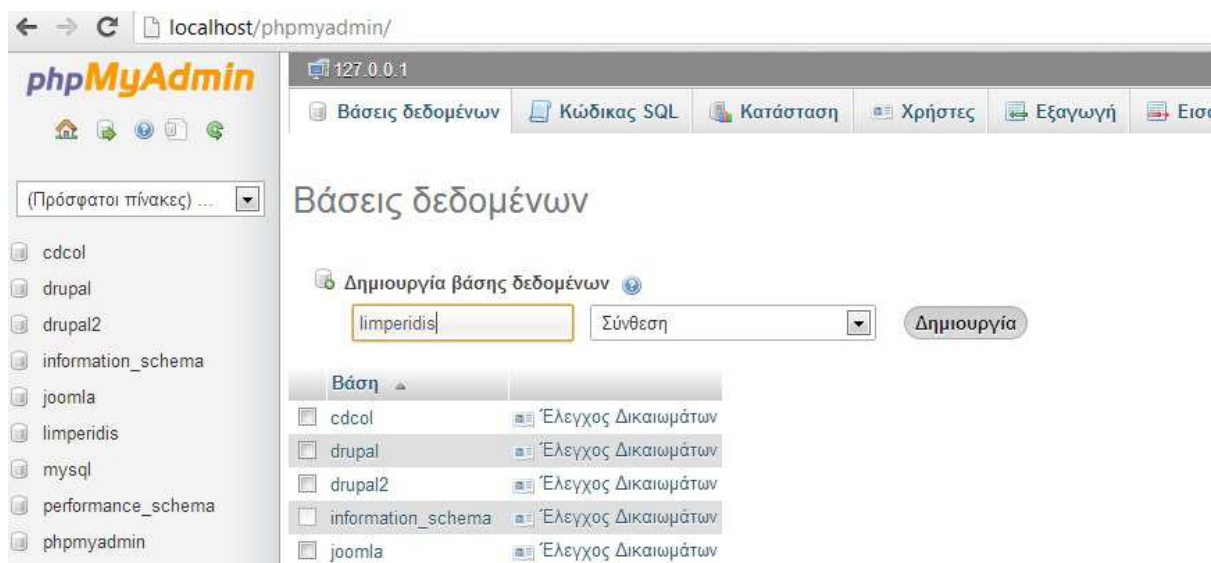 localhost/phpmyadmin/
phpMyAdmin
(Πρόσφατοι πίνακες) ...
cdcol
drupal
drupal2
information_schema
joomla
limperidis
mysql
performance_schema
phpmyadmin
127.0.0.1
Βάσεις δεδομένων Κώδικας SQL Κατάσταση Χρήστες Εξαγωγή
Βάσεις δεδομένων
Δημιουργία βάσης δεδομένων
limperidis Σύνθεση Δημιουργία
Βάση
cdcol Έλεγχος Δικαιωμάτων
drupal Έλεγχος Δικαιωμάτων
drupal2 Έλεγχος Δικαιωμάτων
information_schema Έλεγχος Δικαιωμάτων
joomla Έλεγχος Δικαιωμάτων